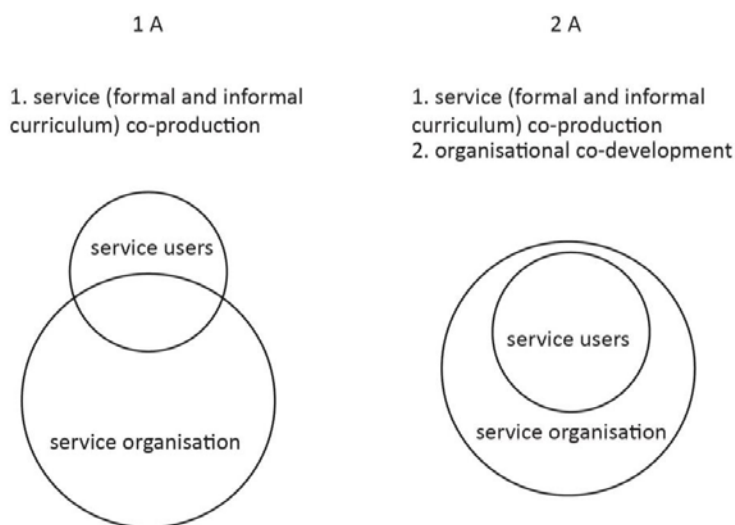 1 A
1. service (formal and informal
curriculum) co-production
service users
service organisation
2 A
1. service (formal and informal
curriculum) co-production
2. organisational co-development
service users
service organisation